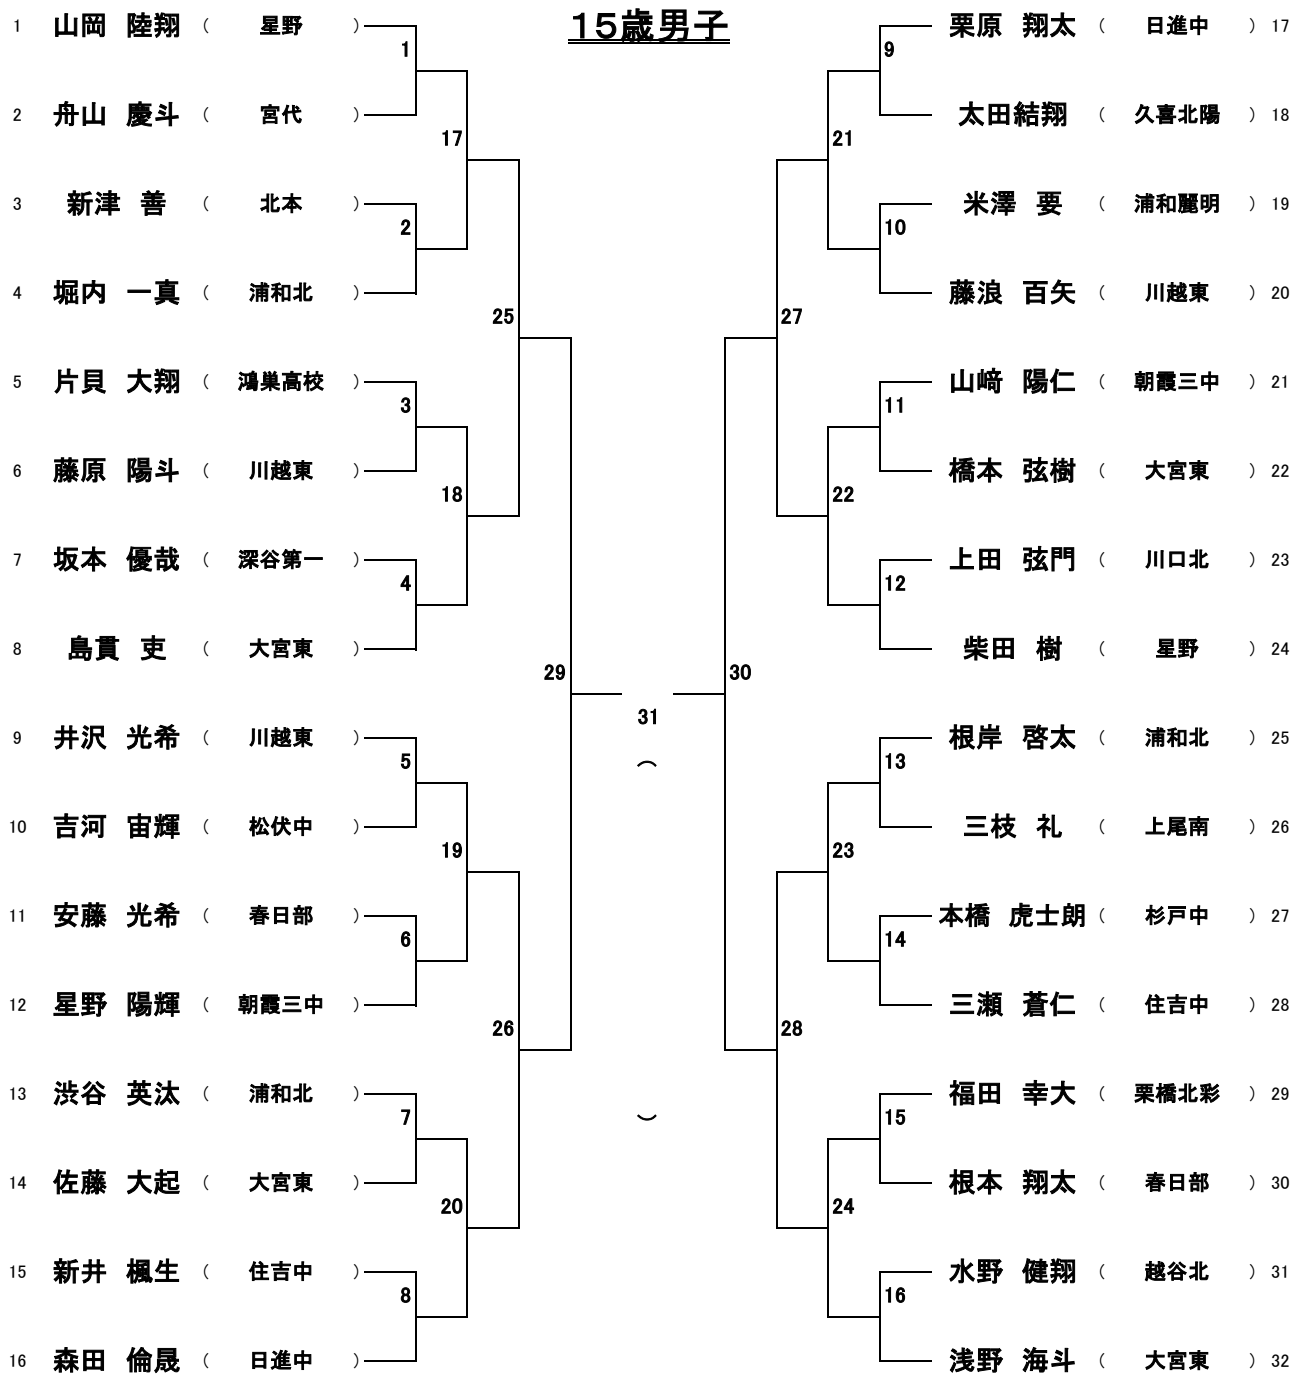 15歳男子
1 山岡 陸翔 ( 星野 )
2 舟山 慶斗 ( 宮代 )
3 新津 善 ( 北本 )
4 堀内 一真 ( 浦和北 )
5 片貝 大翔 ( 鴻巣高校 )
6 藤原 陽斗 ( 川越東 )
7 坂本 優哉 ( 深谷第一 )
8 島貫 吏 ( 大宮東 )
9 井沢 光希 ( 川越東 )
10 吉河 宙輝 ( 松伏中 )
11 安藤 光希 ( 春日部 )
12 星野 陽輝 ( 朝霞三中 )
13 渋谷 英汰 ( 浦和北 )
14 佐藤 大起 ( 大宮東 )
15 新井 楓生 ( 住吉中 )
16 森田 倫晟 ( 日進中 )
1
2
3
4
5
6
7
8
17
18
19
20
25
26
29
31
( )
30
27
28
21
22
23
24
9
10
11
12
13
14
15
16
栗原 翔太 ( 日進中 ) 17
太田結翔 ( 久喜北陽 ) 18
米澤 要 ( 浦和麗明 ) 19
藤浪 百矢 ( 川越東 ) 20
山﨑 陽仁 ( 朝霞三中 ) 21
橋本 弦樹 ( 大宮東 ) 22
上田 弦門 ( 川口北 ) 23
柴田 樹 ( 星野 ) 24
根岸 啓太 ( 浦和北 ) 25
三枝 礼 ( 上尾南 ) 26
本橋 虎士朗 ( 杉戸中 ) 27
三瀬 蒼仁 ( 住吉中 ) 28
福田 幸大 ( 栗橋北彩 ) 29
根本 翔太 ( 春日部 ) 30
水野 健翔 ( 越谷北 ) 31
浅野 海斗 ( 大宮東 ) 32